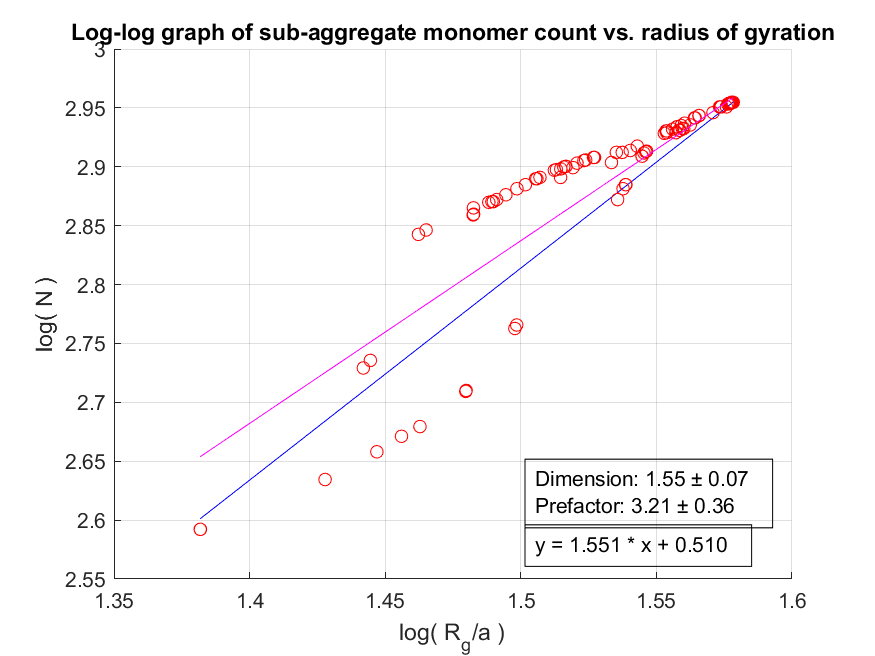 Log-log graph of sub-aggregate monomer count vs. radius of gyration
3
2.95
2.9
2.85
2.8
2.75
2.7
2.65
2.6
2.55
log( N )
Dimension: 1.55 ± 0.07
Prefactor: 3.21 ± 0.36
y = 1.551 * x + 0.510
1.35 1.4 1.45 1.5 1.55 1.6
log( R_g/a )